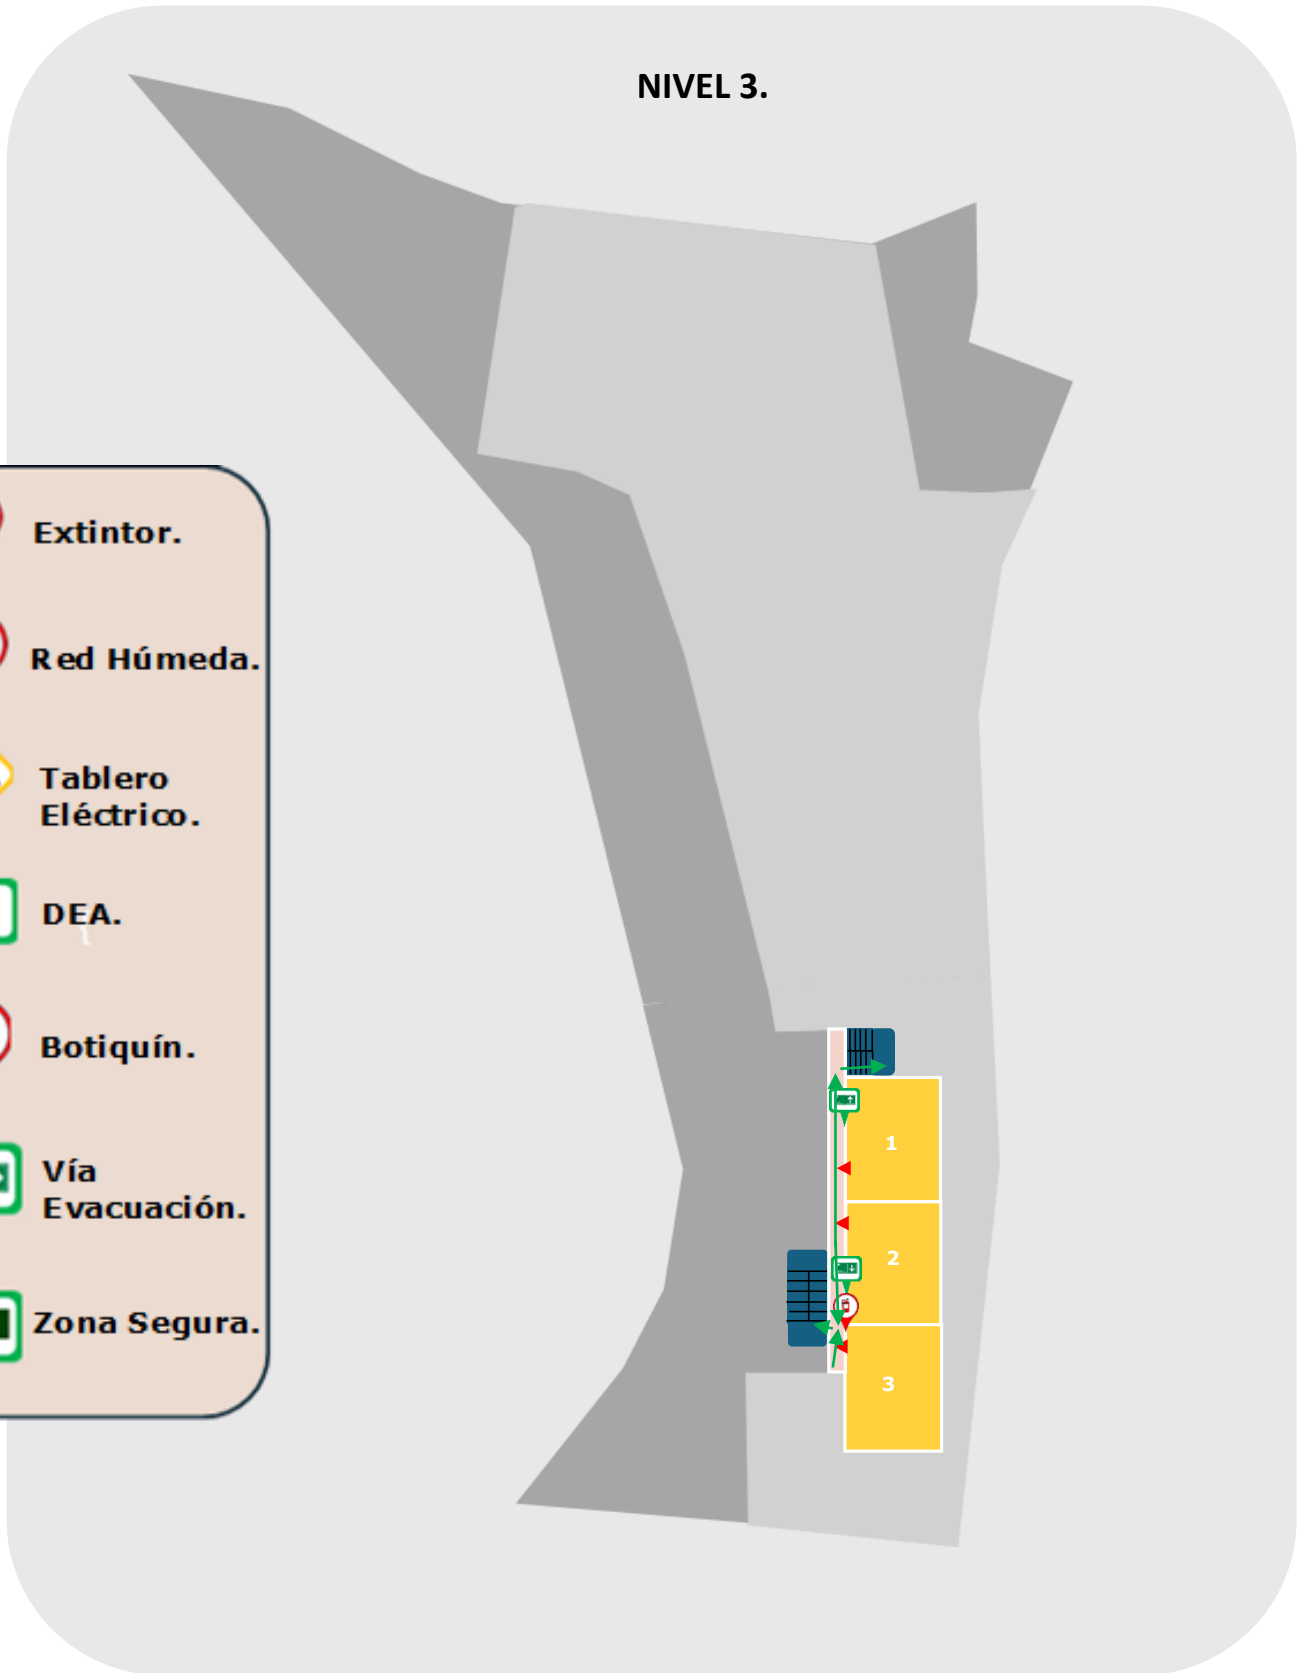 NIVEL 3.
Extintor.
Red Húmeda.
Tablero
Eléctrico.
DEA.
Botiquín.
Vía
Evacuación.
Zona Segura.
1
2
3